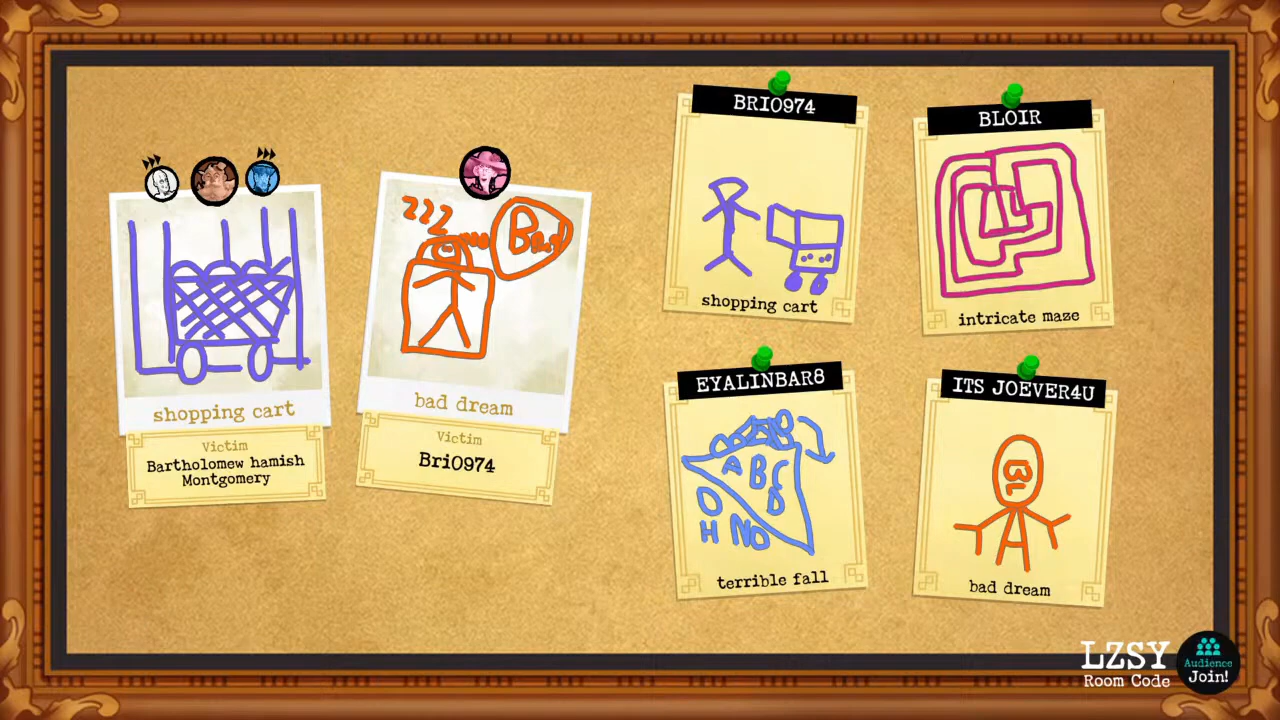 shopping cart
Victim
Bartholomew hamish
Montgomery
zzz
Bad
bad dream
Victim
Bri0974
BRI0974
shopping cart
BLOIR
intricate maze
EYALINBAR8
A B C
D
OH NO
terrible fall
ITS JOEVER4U
bad dream
LZSY
Room Code
Audience
Join!